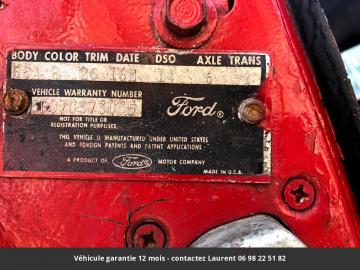 BODY COLOR TRIM DATE DSO AXLE TRANS
VEHICLE WARRANTY NUMBER
Ford ®
NOT FOR TITLE OR
REGISTRATION PURPOSES
THIS VEHICLE IS MANUFACTURED UNDER UNITED STATES
AND FOREIGN PATENTS AND PATENT APPLICATIONS
A PRODUCT OF Ford MOTOR COMPANY
MADE IN U.S.A.
Véhicule garantie 12 mois - contactez Laurent 06 98 22 51 82